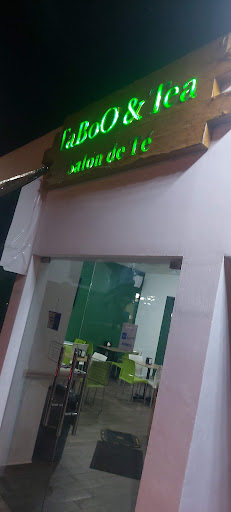 TaBoO & Tea
Salon de Té